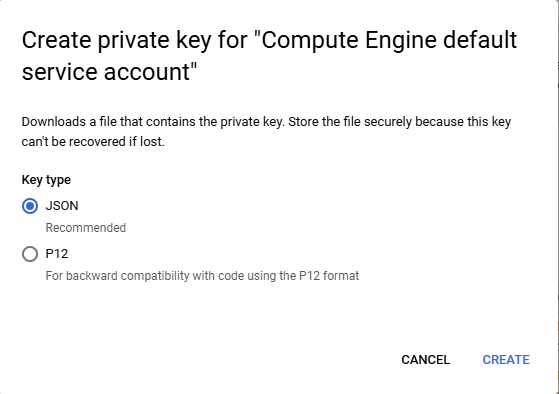 Create private key for "Compute Engine default
service account"
Downloads a file that contains the private key. Store the file securely because this key
can't be recovered if lost.
Key type
JSON
Recommended
P12
For backward compatibility with code using the P12 format
CANCEL CREATE